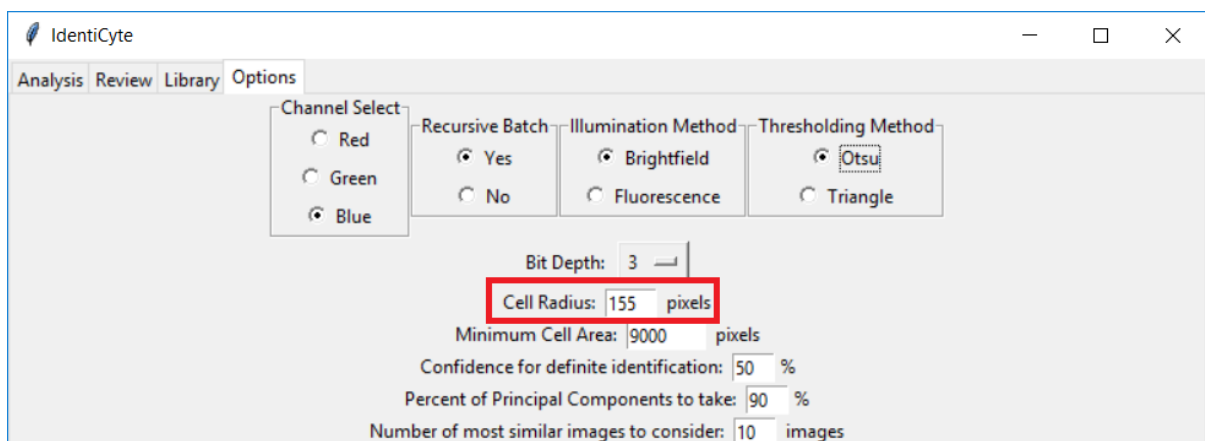 IdentiCyte
Analysis Review Library Options
Channel Select
Red
Green
Blue
Recursive Batch
Yes
No
Illumination Method
Brightfield
Fluorescence
Thresholding Method
Otsu
Triangle
Bit Depth: 3
Cell Radius: 155 pixels
Minimum Cell Area: 9000 pixels
Confidence for definite identification: 50 %
Percent of Principal Components to take: 90 %
Number of most similar images to consider: 10 images